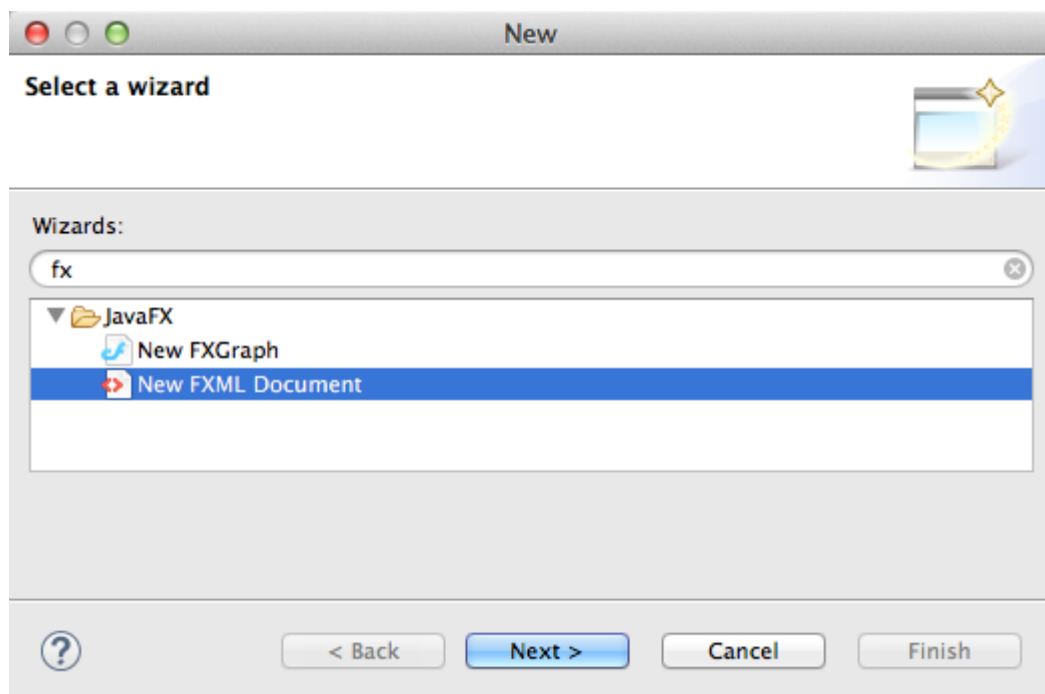 New
Select a wizard
Wizards:
fx
JavaFX
New FXGraph
New FXML Document
?
< Back Next > Cancel Finish